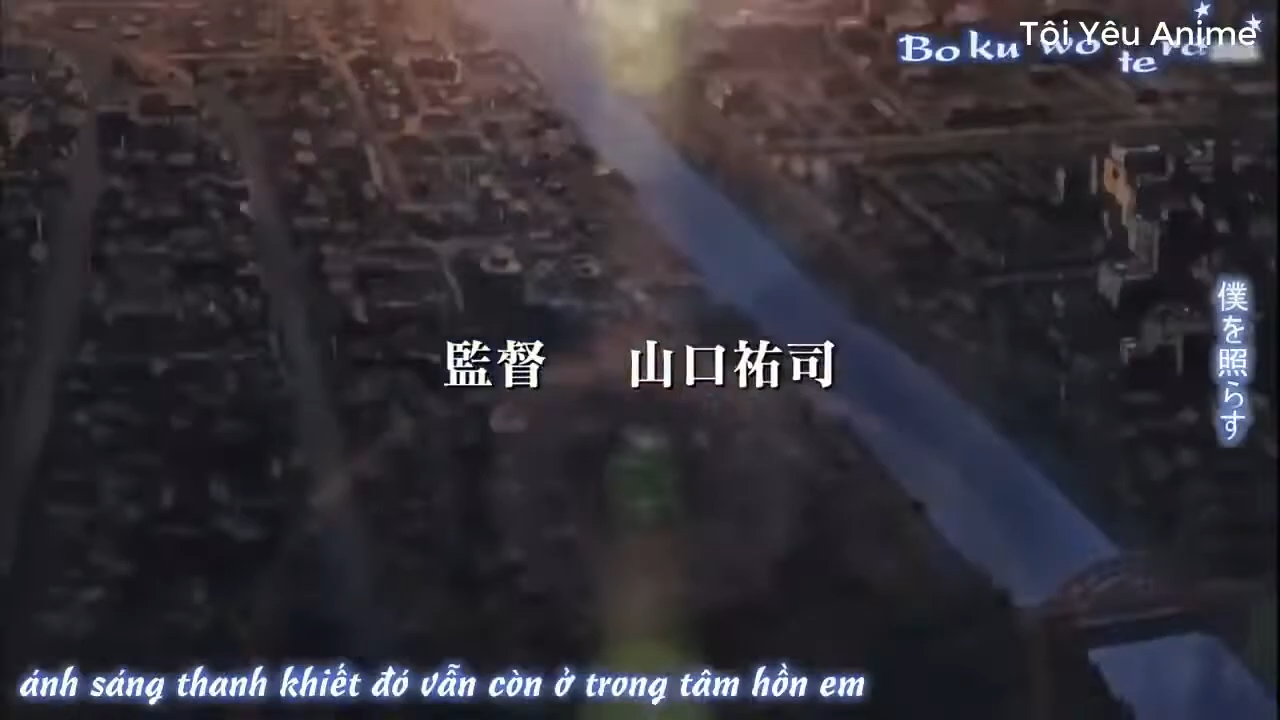 Tôi Yêu Anime
Boku wo tera
僕を照らす
監督 山口祐司
ánh sáng thanh khiết đó vẫn còn ở trong tâm hồn em